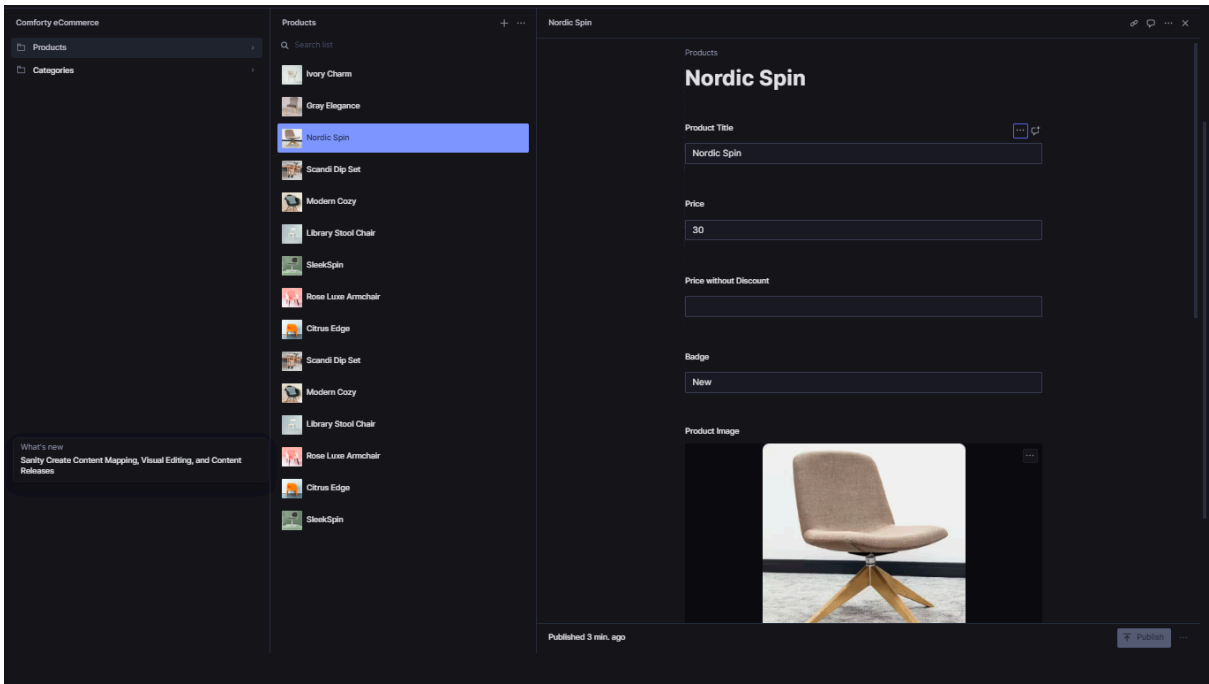 Comforty eCommerce
Products
Categories
What's new
Sanity Create Content Mapping, Visual Editing, and Content
Releases
Products
Search list
Ivory Charm
Gray Elegance
Nordic Spin
Scandi Dip Set
Modern Cozy
Library Stool Chair
SleekSpin
Rose Luxe Armchair
Citrus Edge
Scandi Dip Set
Modern Cozy
Library Stool Chair
Rose Luxe Armchair
Citrus Edge
SleekSpin
Nordic Spin
Products
Nordic Spin
Product Title
Nordic Spin
Price
30
Price without Discount
Badge
New
Product Image
Published 3 min. ago
Publish